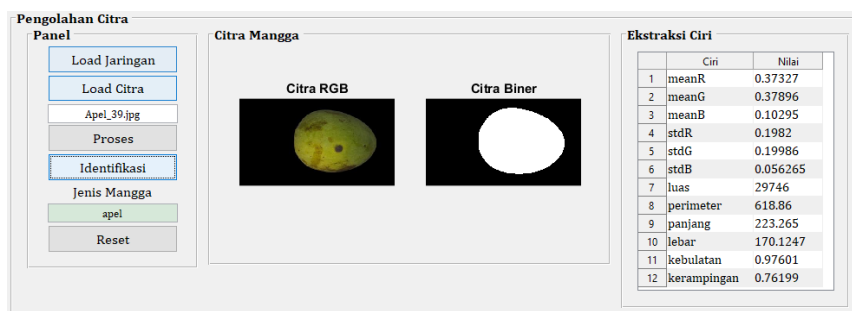 Pengolahan Citra
Panel
Load Jaringan
Load Citra
Apel_39.jpg
Proses
Identifikasi
Jenis Mangga
apel
Reset
Citra Mangga
Citra RGB
Citra Biner
Ekstraksi Ciri
Ciri Nilai
1 meanR 0.37327
2 meanG 0.37896
3 meanB 0.10295
4 stdR 0.1982
5 stdG 0.19986
6 stdB 0.056265
7 luas 29746
8 perimeter 618.86
9 panjang 223.265
10 lebar 170.1247
11 kebulatan 0.97601
12 kerampingan 0.76199